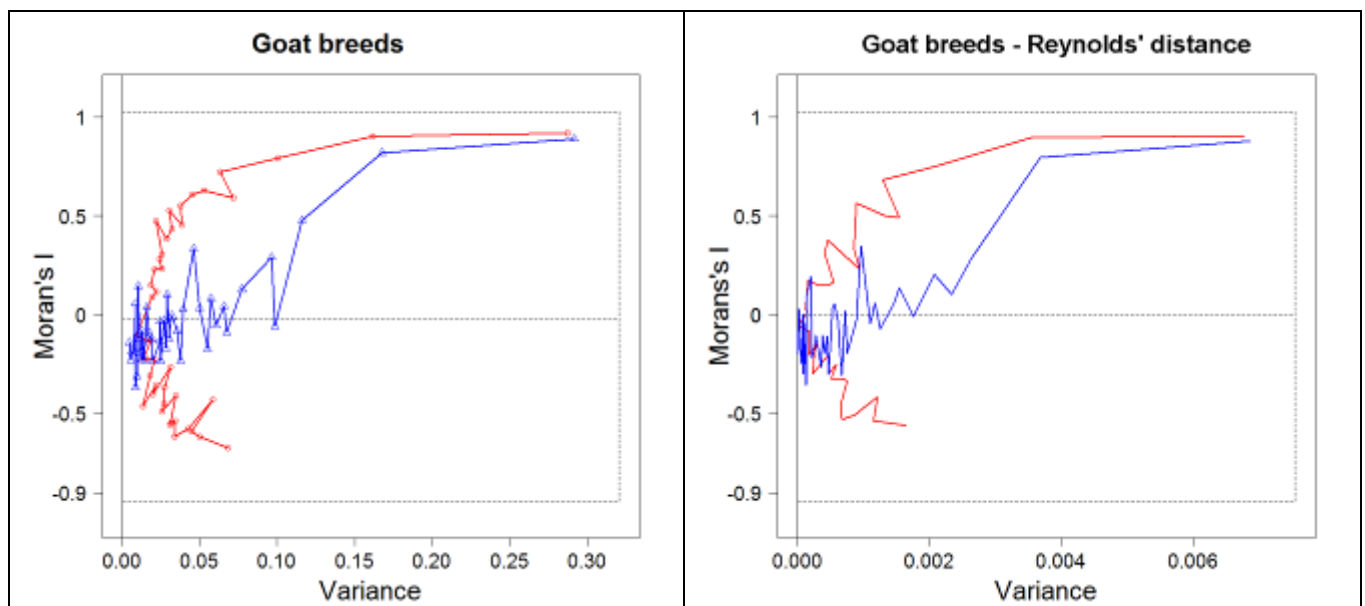 Goat breeds
1
0.5
0
-0.5
-0.9
Moran's I
0.00 0.05 0.10 0.15 0.20 0.25 0.30
Variance
Goat breeds - Reynolds' distance
1
0.5
0
-0.5
-0.9
Morans's I
0.000 0.002 0.004 0.006
Variance